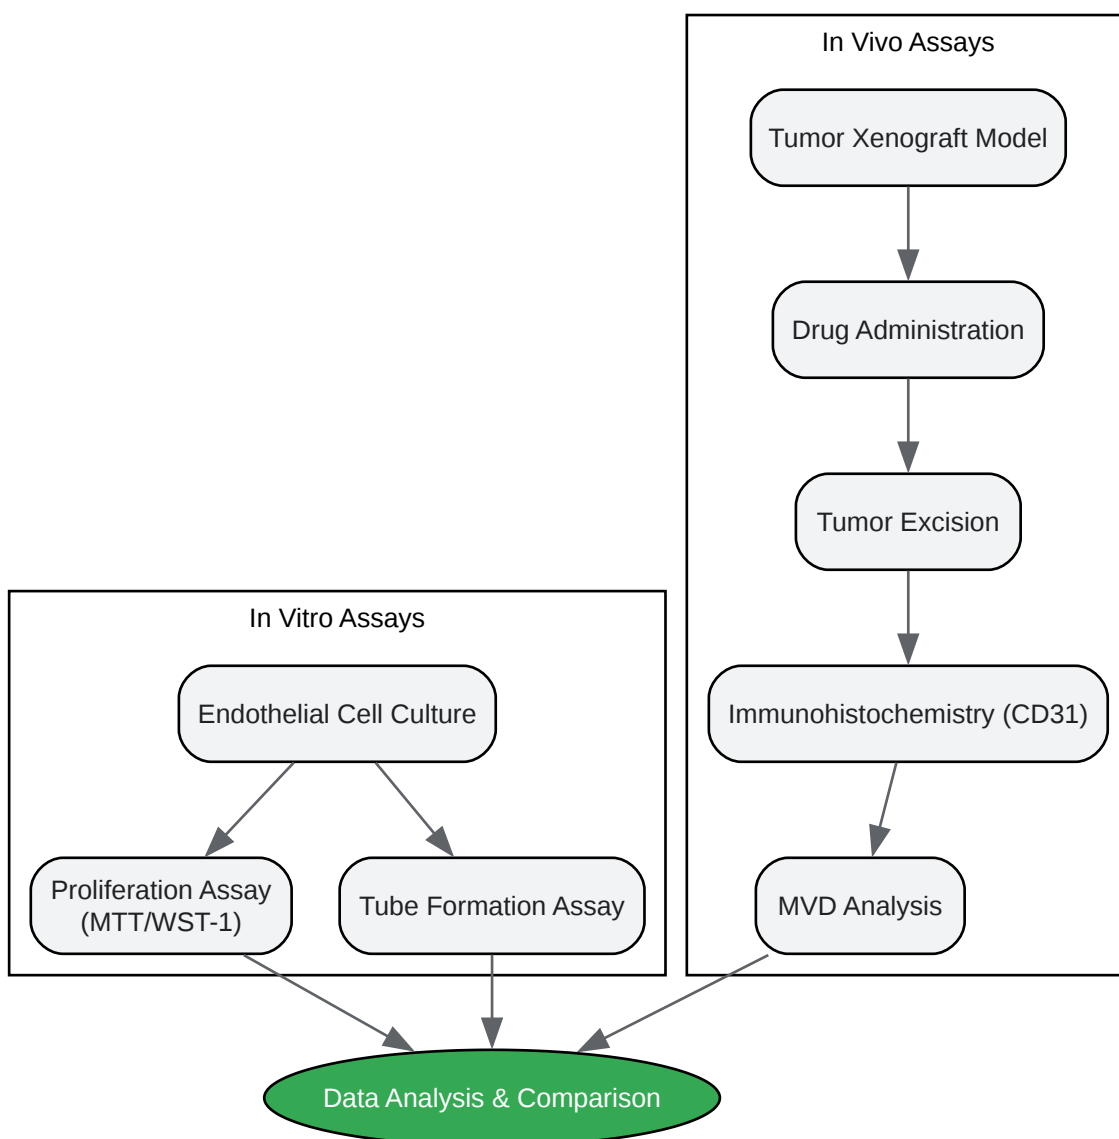 In Vivo Assays
Tumor Xenograft Model
Drug Administration
Tumor Excision
Immunohistochemistry (CD31)
MVD Analysis
In Vitro Assays
Endothelial Cell Culture
Proliferation Assay
(MTT/WST-1)
Tube Formation Assay
Data Analysis & Comparison